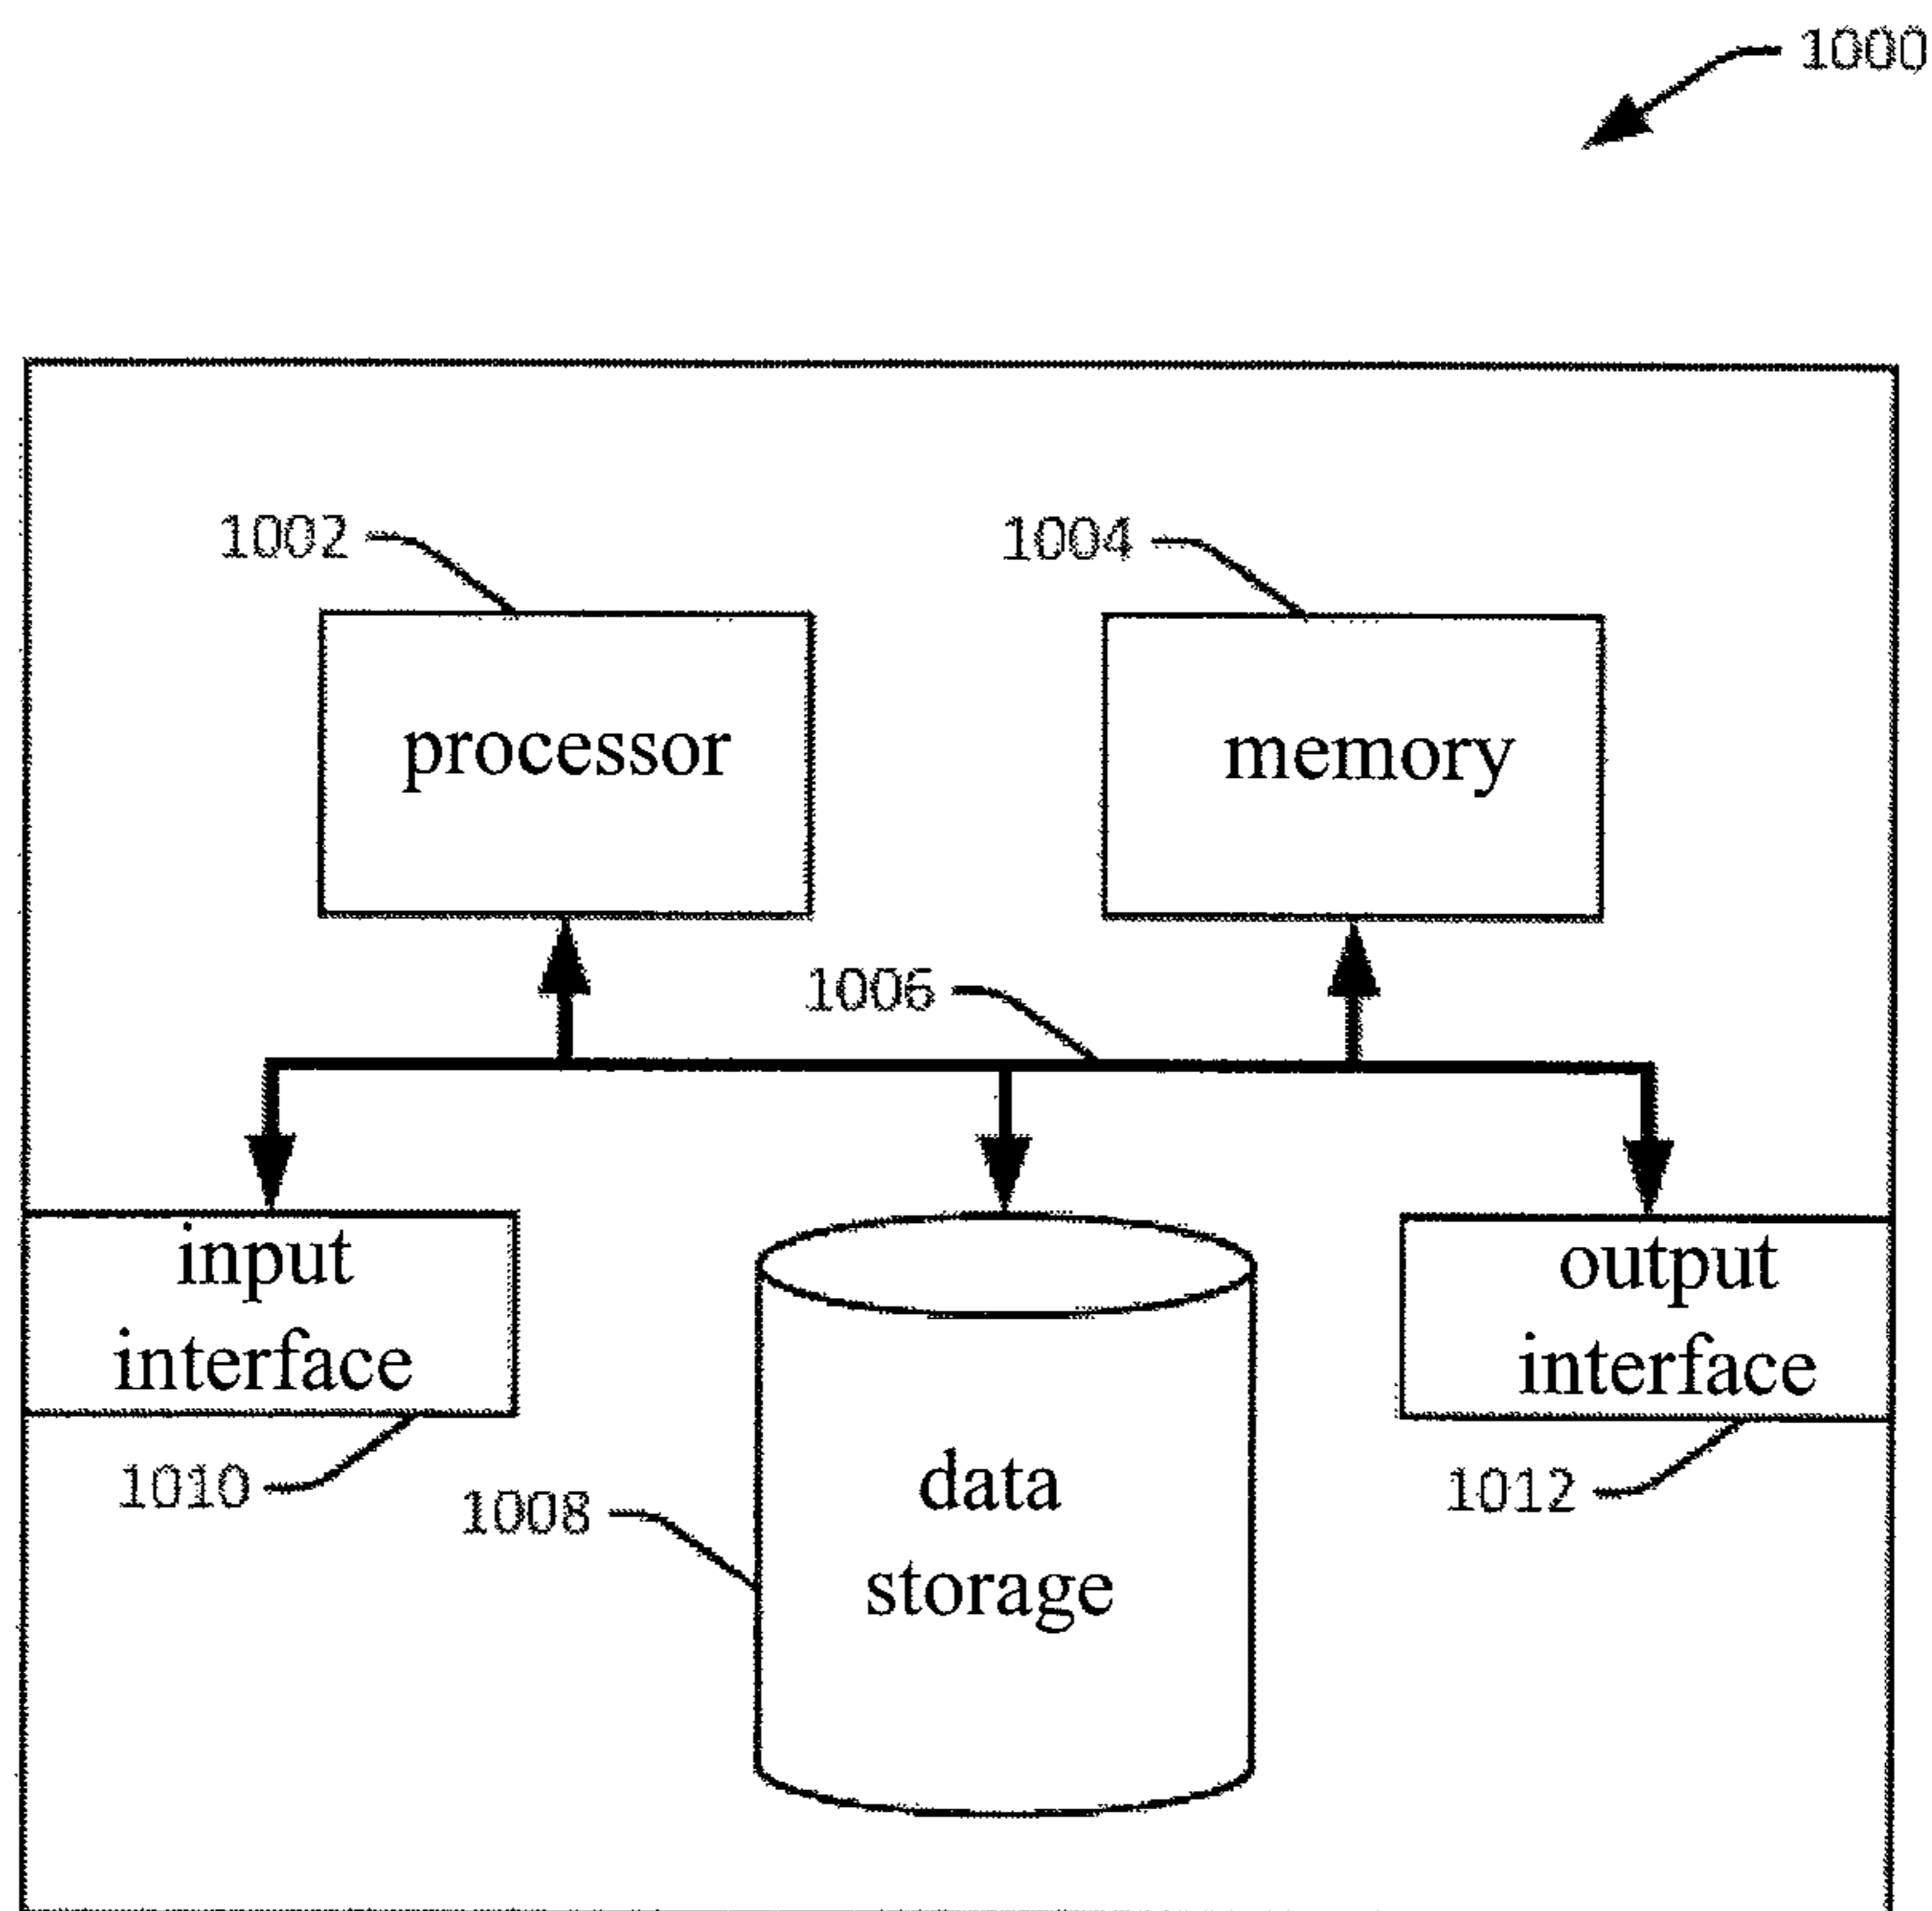 1000
1002
1004
processor
memory
1006
input
interface
output
interface
1010
1008
data
storage
1012